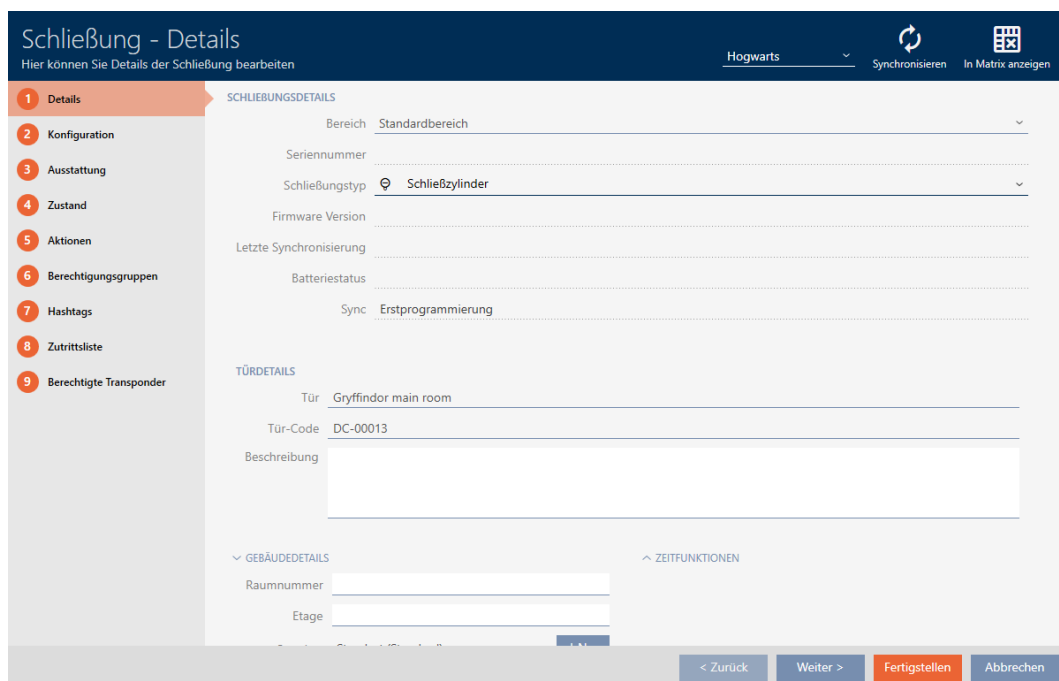 Schließung - Details
Hier können Sie Details der Schließung bearbeiten
Hogwarts
Synchronisieren
In Matrix anzeigen
1 Details
2 Konfiguration
3 Ausstattung
4 Zustand
5 Aktionen
6 Berechtigungsgruppen
7 Hashtags
8 Zutrittsliste
9 Berechtigte Transponder
SCHLIEßUNGSDETAILS
Bereich Standardbereich
Seriennummer
Schließungstyp Schließzylinder
Firmware Version
Letzte Synchronisierung
Batteriestatus
Sync Erstprogrammierung
TÜRDETAILS
Tür Gryffindor main room
Tür-Code DC-00013
Beschreibung
GEBÄUDEDETAILS
ZEITFUNKTIONEN
Raumnummer
Etage
< Zurück
Weiter >
Fertigstellen
Abbrechen